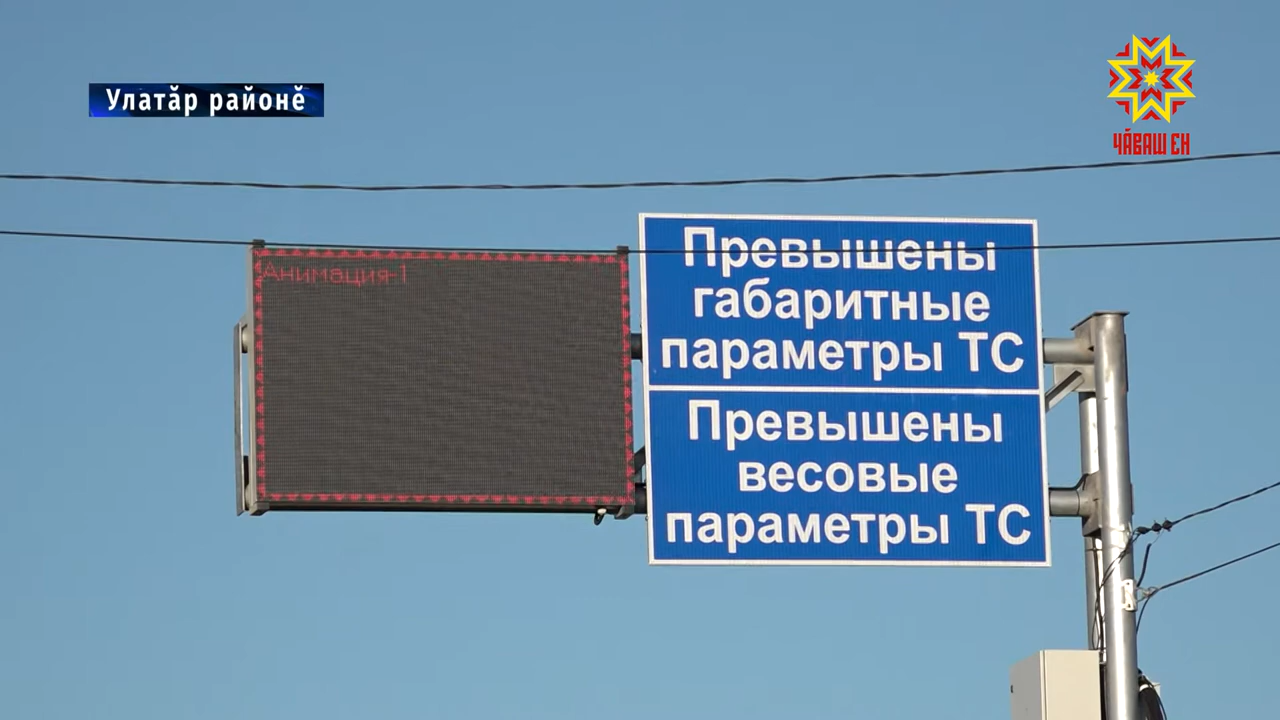 Улатӑр районӗ
ЧӐВАШ ЕН
Анимация-1
Превышены
габаритные
параметры ТС
Превышены
весовые
параметры ТС